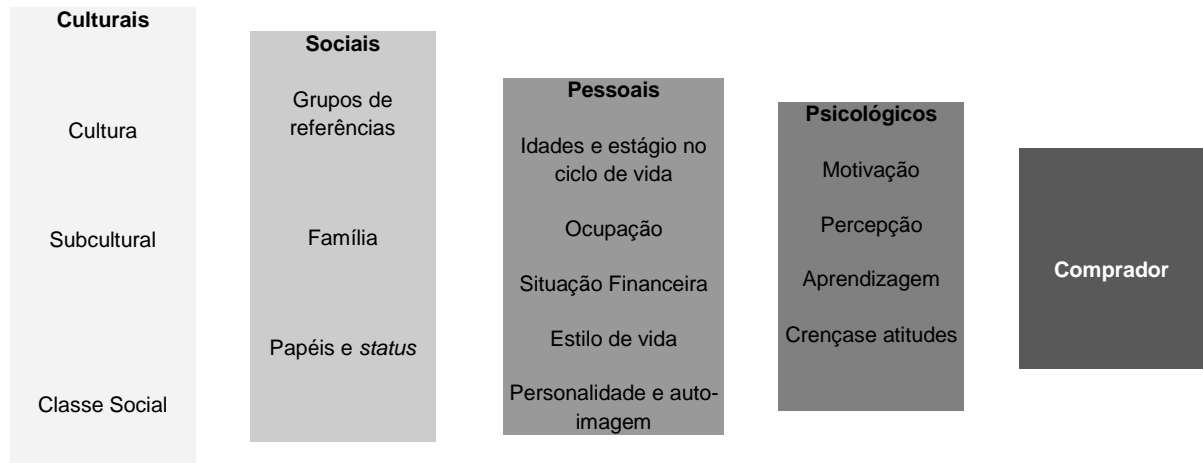 Culturais
Cultura
Subcultural
Classe Social
Sociais
Grupos de
referências
Família
Papéis e status
Pessoais
Idades e estágio no
ciclo de vida
Ocupação
Situação Financeira
Estilo de vida
Personalidade e auto-
imagem
Psicológicos
Motivação
Percepção
Aprendizagem
Crençase atitudes
Comprador